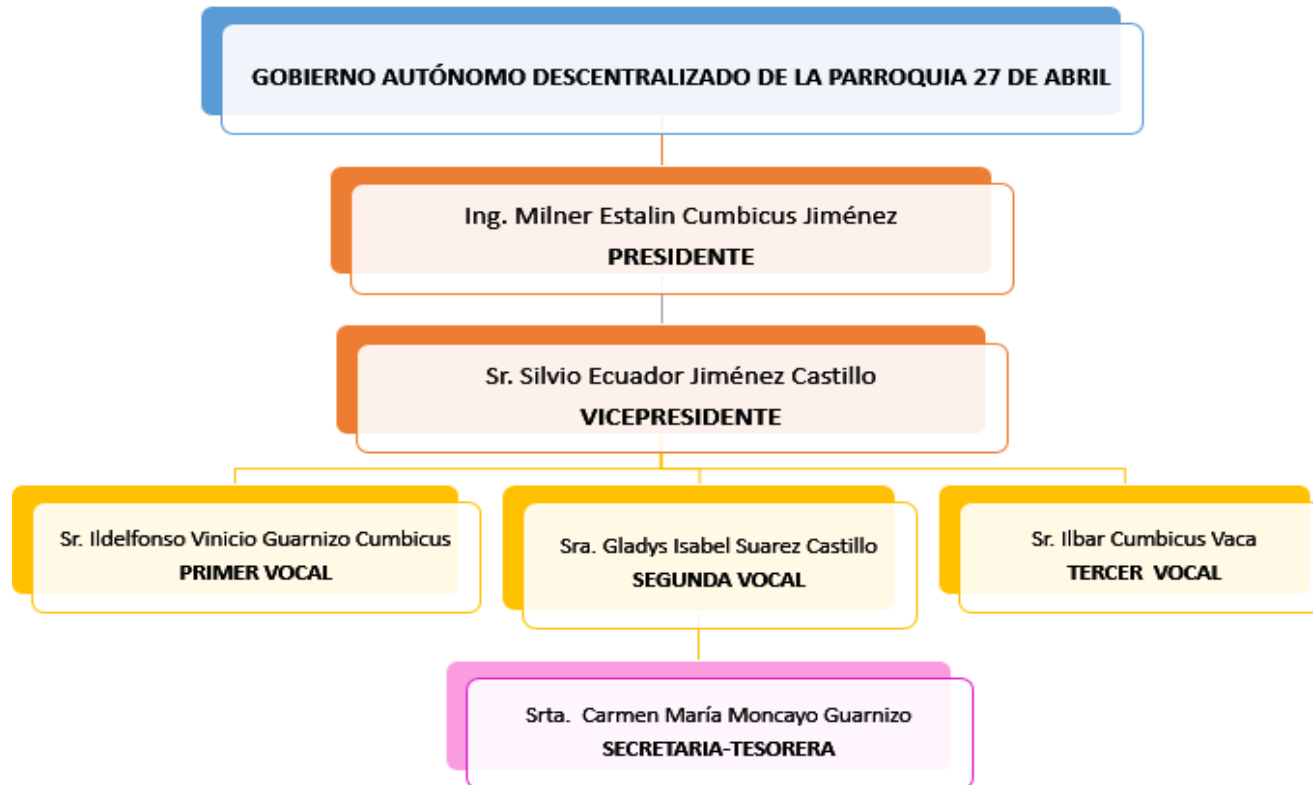 GOBIERNO AUTÓNOMO DESCENTRALIZADO DE LA PARROQUIA 27 DE ABRIL
Ing. Milner Estalin Cumbicus Jiménez
PRESIDENTE
Sr. Silvio Ecuador Jiménez Castillo
VICEPRESIDENTE
Sr. Ildelfonso Vinicio Guarnizo Cumbicus
PRIMER VOCAL
Sra. Gladys Isabel Suarez Castillo
SEGUNDA VOCAL
Sr. Ilbar Cumbicus Vaca
TERCER VOCAL
Srta. Carmen María Moncayo Guarnizo
SECRETARIA-TESORERA